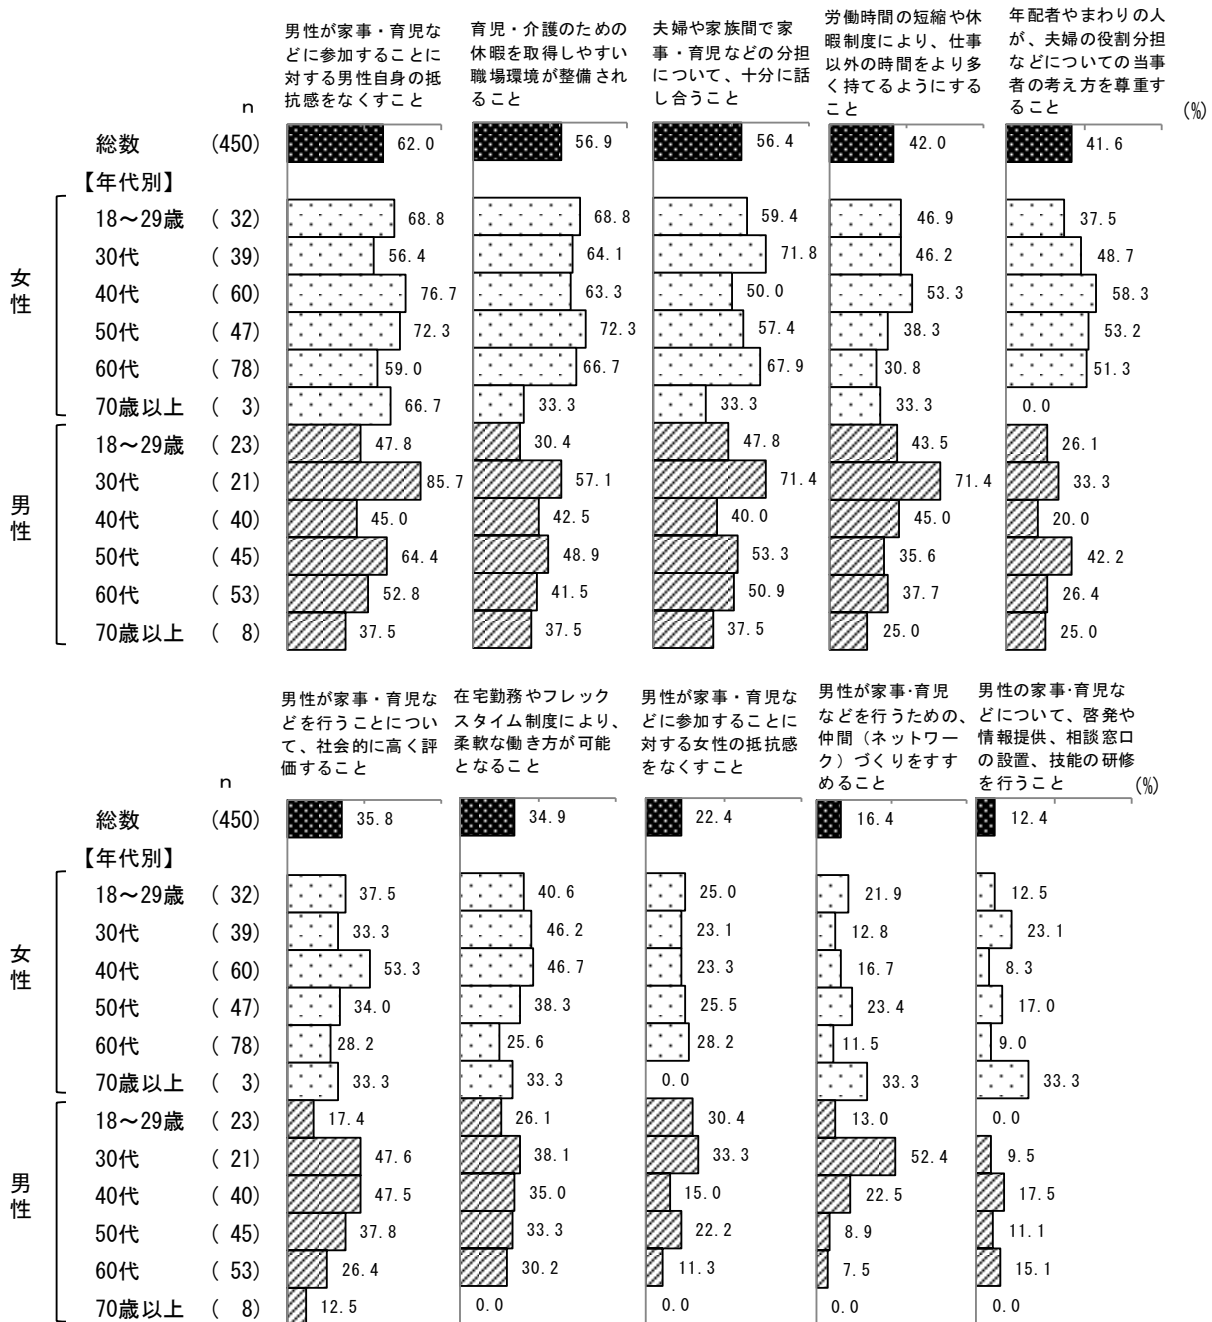 男性が家事・育児な
どに参加することに
対する男性自身の抵
抗感をなくすこと
育児・介護のための
休暇を取得しやすい
職場環境が整備され
ること
夫婦や家族間で家
事・育児などの分担
について、十分に話
し合うこと
労働時間の短縮や休
暇制度により、仕事
以外の時間をより多
く持てるようにする
こと
年配者やまわりの人
が、夫婦の役割分担
などについての当事
者の考え方を尊重す
ること
n
(%)
総数 (450) 62.0 56.9 56.4 42.0 41.6
【年代別】
女性
18～29歳 ( 32) 68.8 68.8 59.4 46.9 37.5
30代 ( 39) 56.4 64.1 71.8 46.2 48.7
40代 ( 60) 76.7 63.3 50.0 53.3 58.3
50代 ( 47) 72.3 72.3 57.4 38.3 53.2
60代 ( 78) 59.0 66.7 67.9 30.8 51.3
70歳以上 ( 3) 66.7 33.3 33.3 33.3 0.0
男性
18～29歳 ( 23) 47.8 30.4 47.8 43.5 26.1
30代 ( 21) 85.7 57.1 71.4 71.4 33.3
40代 ( 40) 45.0 42.5 40.0 45.0 20.0
50代 ( 45) 64.4 48.9 53.3 35.6 42.2
60代 ( 53) 52.8 41.5 50.9 37.7 26.4
70歳以上 ( 8) 37.5 37.5 37.5 25.0 25.0
男性が家事・育児な
どを行うことについ
て、社会的に高く評
価すること
在宅勤務やフレック
スタイム制度により、
柔軟な働き方が可能
となること
男性が家事・育児な
どに参加することに
対する女性の抵抗感
をなくすこと
男性が家事・育児
などを行うための、
仲間（ネットワー
ク）づくりをすす
めること
男性の家事・育児な
どについて、啓発や
情報提供、相談窓口
の設置、技能の研修
を行うこと
n
(%)
総数 (450) 35.8 34.9 22.4 16.4 12.4
【年代別】
女性
18～29歳 ( 32) 37.5 40.6 25.0 21.9 12.5
30代 ( 39) 33.3 46.2 23.1 12.8 23.1
40代 ( 60) 53.3 46.7 23.3 16.7 8.3
50代 ( 47) 34.0 38.3 25.5 23.4 17.0
60代 ( 78) 28.2 25.6 28.2 11.5 9.0
70歳以上 ( 3) 33.3 33.3 0.0 33.3 33.3
男性
18～29歳 ( 23) 17.4 26.1 30.4 13.0 0.0
30代 ( 21) 47.6 38.1 33.3 52.4 9.5
40代 ( 40) 47.5 35.0 15.0 22.5 17.5
50代 ( 45) 37.8 33.3 22.2 8.9 11.1
60代 ( 53) 26.4 30.2 11.3 7.5 15.1
70歳以上 ( 8) 12.5 0.0 0.0 0.0 0.0